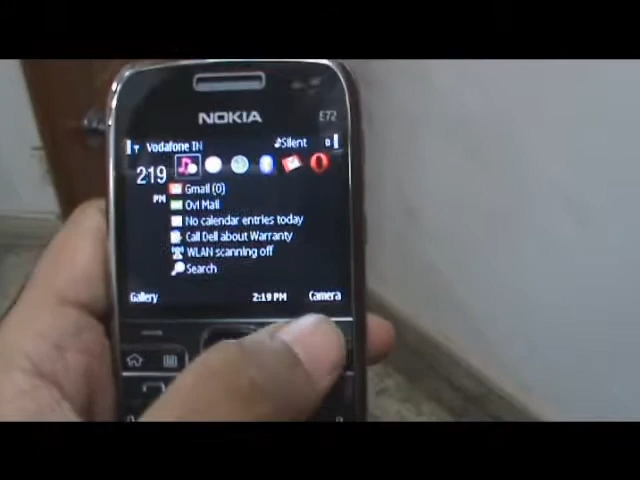 NOKIA
E72
Vodafone IN
Silent
219
PM
Gmail (0)
Ovi Mail
No calendar entries today
Call Dell about Warranty
WLAN scanning off
Search
Gallery
2:19 PM
Camera